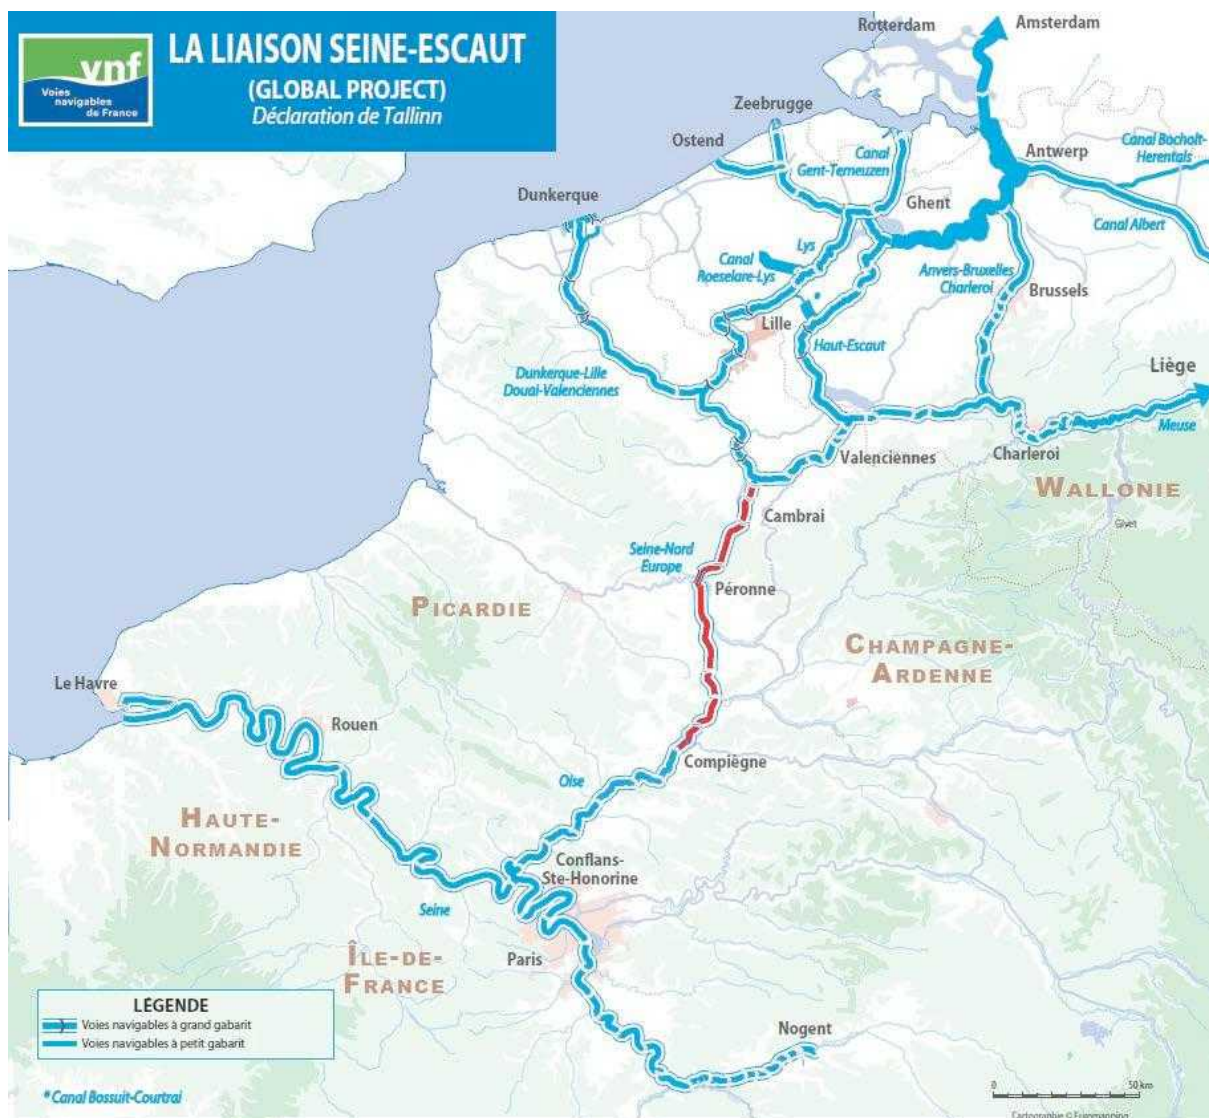 vnf
Voies
navigables
de France
LA LIAISON SEINE-ESCAUT
(GLOBAL PROJECT)
Déclaration de Tallinn
Rotterdam
Amsterdam
Zeebrugge
Ostend
Canal
Gent-Terneuzen
Antwerp
Canal Bocholt-
Herentals
Dunkerque
Ghent
Lys
Canal
Roeselare-Lys
Canal Albert
Anvers-Bruxelles
Charleroi
Brussels
Lille
Haut-Escaut
Dunkerque-Lille
Douai-Valenciennes
Liège
Meuse
Valenciennes
Charleroi
WALLONIE
Cambrai
Givet
Seine-Nord
Europe
Péronne
PICARDIE
CHAMPAGNE-
ARDENNE
Le Havre
Rouen
Compiègne
Oise
HAUTE-
NORMANDIE
Conflans-
Ste-Honorine
Seine
Paris
ÎLE-DE-
FRANCE
Nogent
LÉGENDE
Voies navigables à grand gabarit
Voies navigables à petit gabarit
* Canal Bossuit-Courtrai
0 50 km
Cartographie © Euromapping